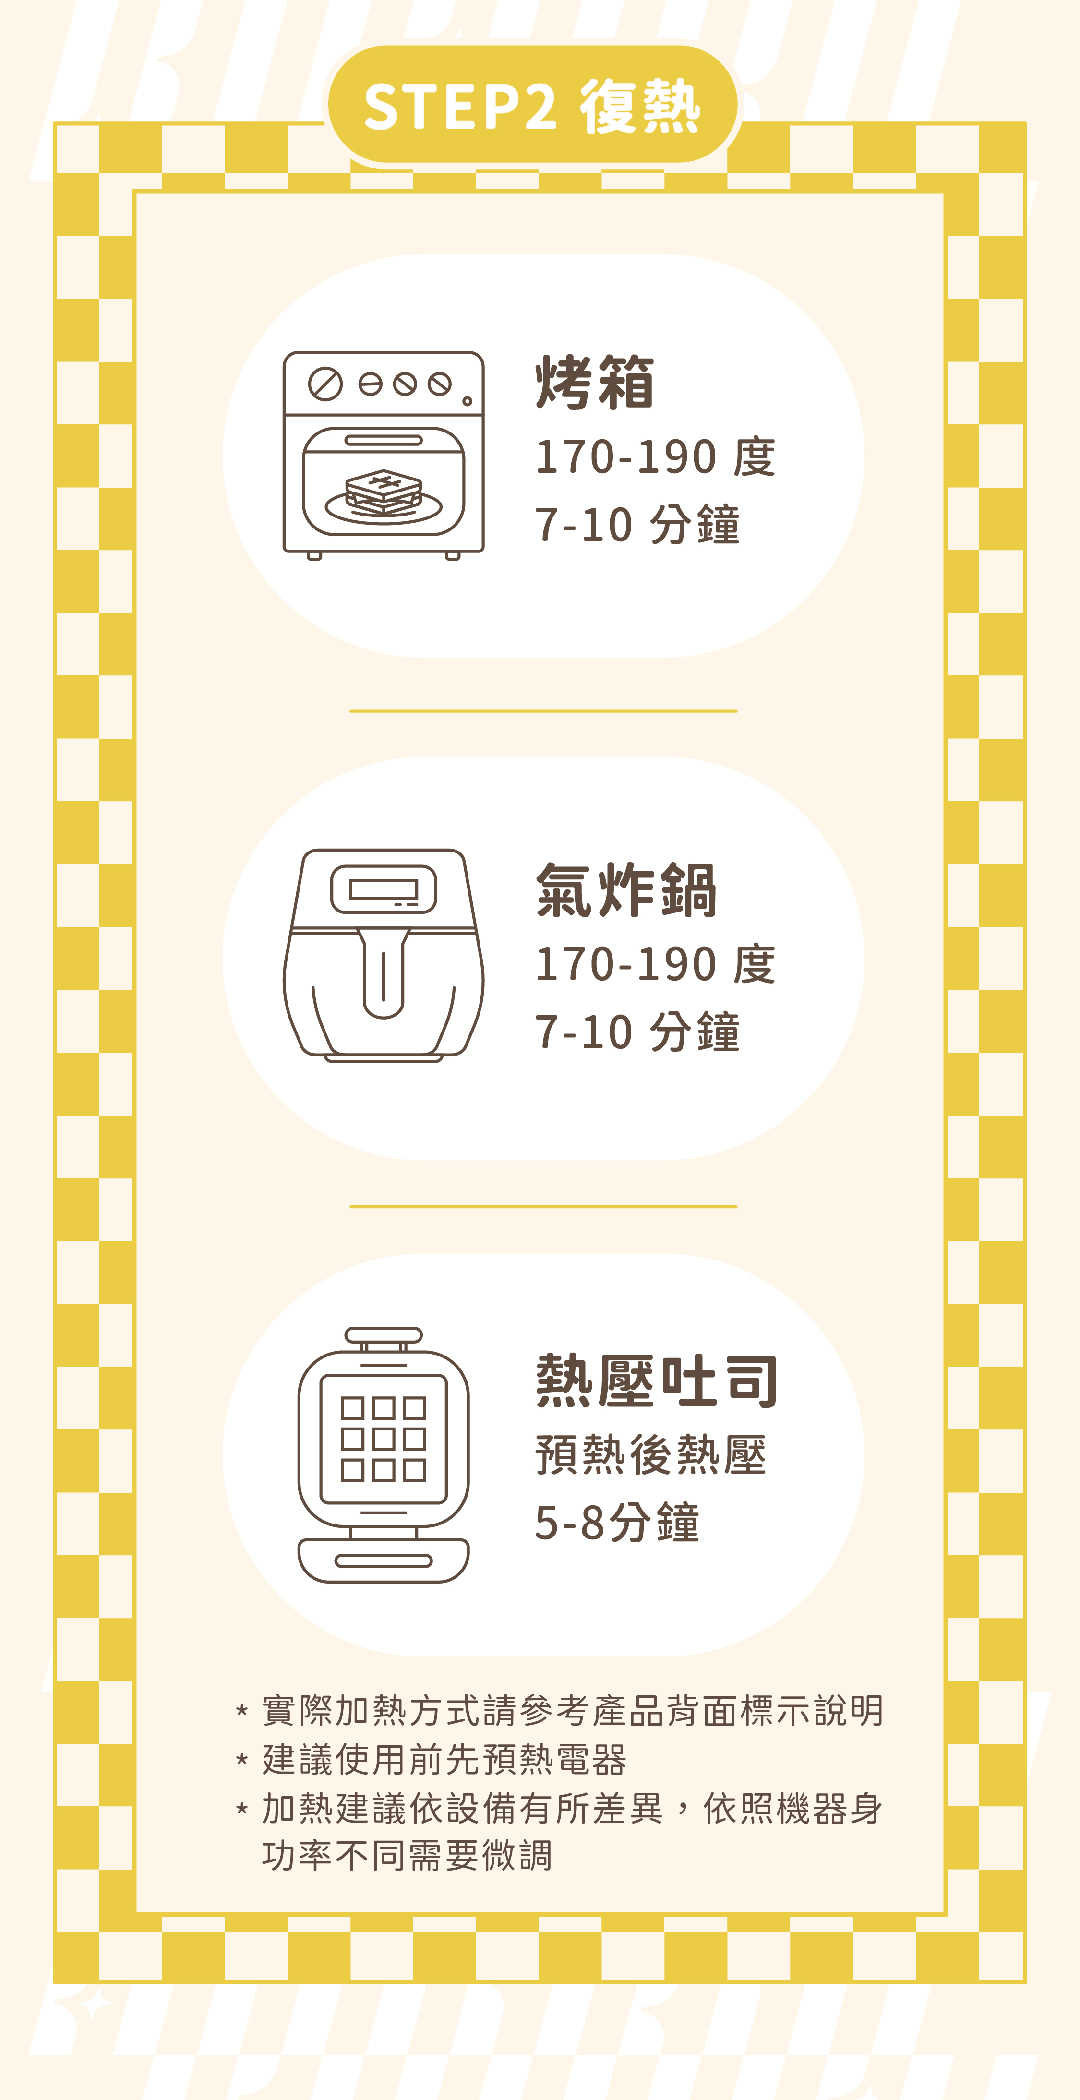 STEP2 復熱
烤箱
170-190 度
7-10 分鐘
氣炸鍋
170-190 度
7-10 分鐘
熱壓吐司
預熱後熱壓
5-8分鐘
* 實際加熱方式請參考產品背面標示說明
* 建議使用前先預熱電器
* 加熱建議依設備有所差異，依照機器身
功率不同需要微調